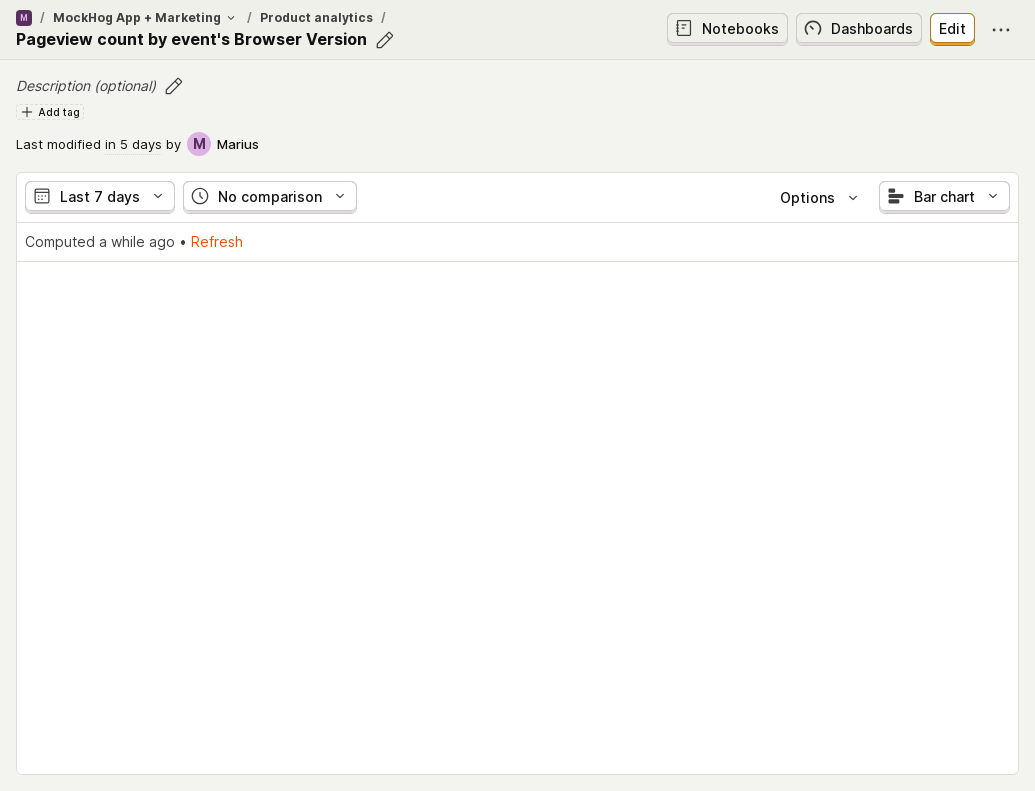 M / MockHog App + Marketing / Product analytics /
Pageview count by event's Browser Version
Notebooks Dashboards Edit
Description (optional)
Add tag
Last modified in 5 days by M Marius
Last 7 days No comparison Options Bar chart
Computed a while ago • Refresh